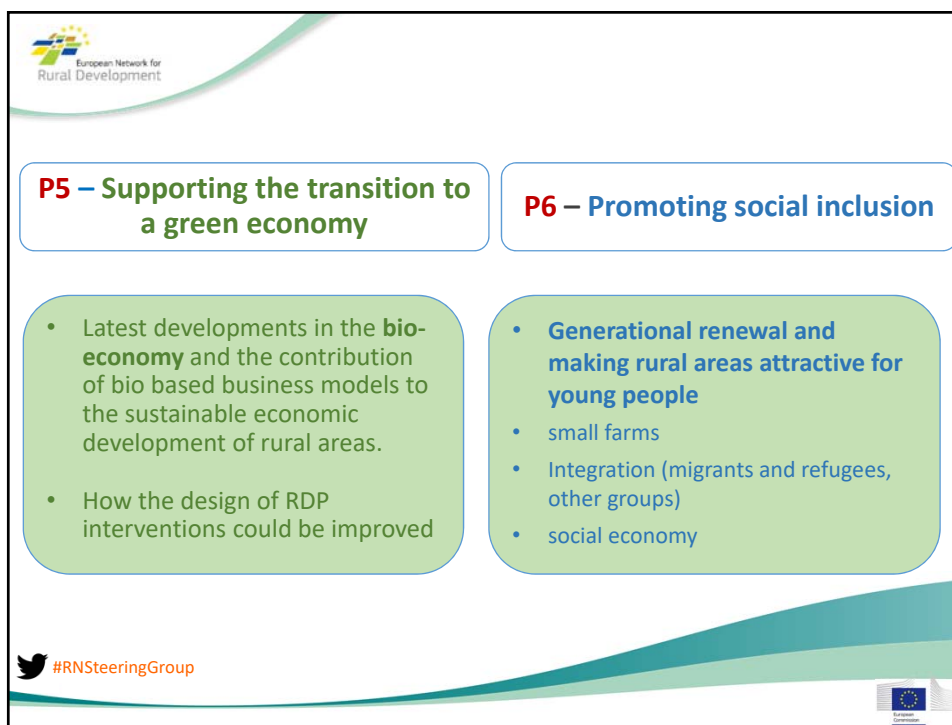 European Network for
Rural Development
P5 – Supporting the transition to
a green economy
P6 – Promoting social inclusion
• Latest developments in the bio-
economy and the contribution
of bio based business models to
the sustainable economic
development of rural areas.
• How the design of RDP
interventions could be improved
• Generational renewal and
making rural areas attractive for
young people
• small farms
• Integration (migrants and refugees,
other groups)
• social economy
#RNSteeringGroup
European
Commission